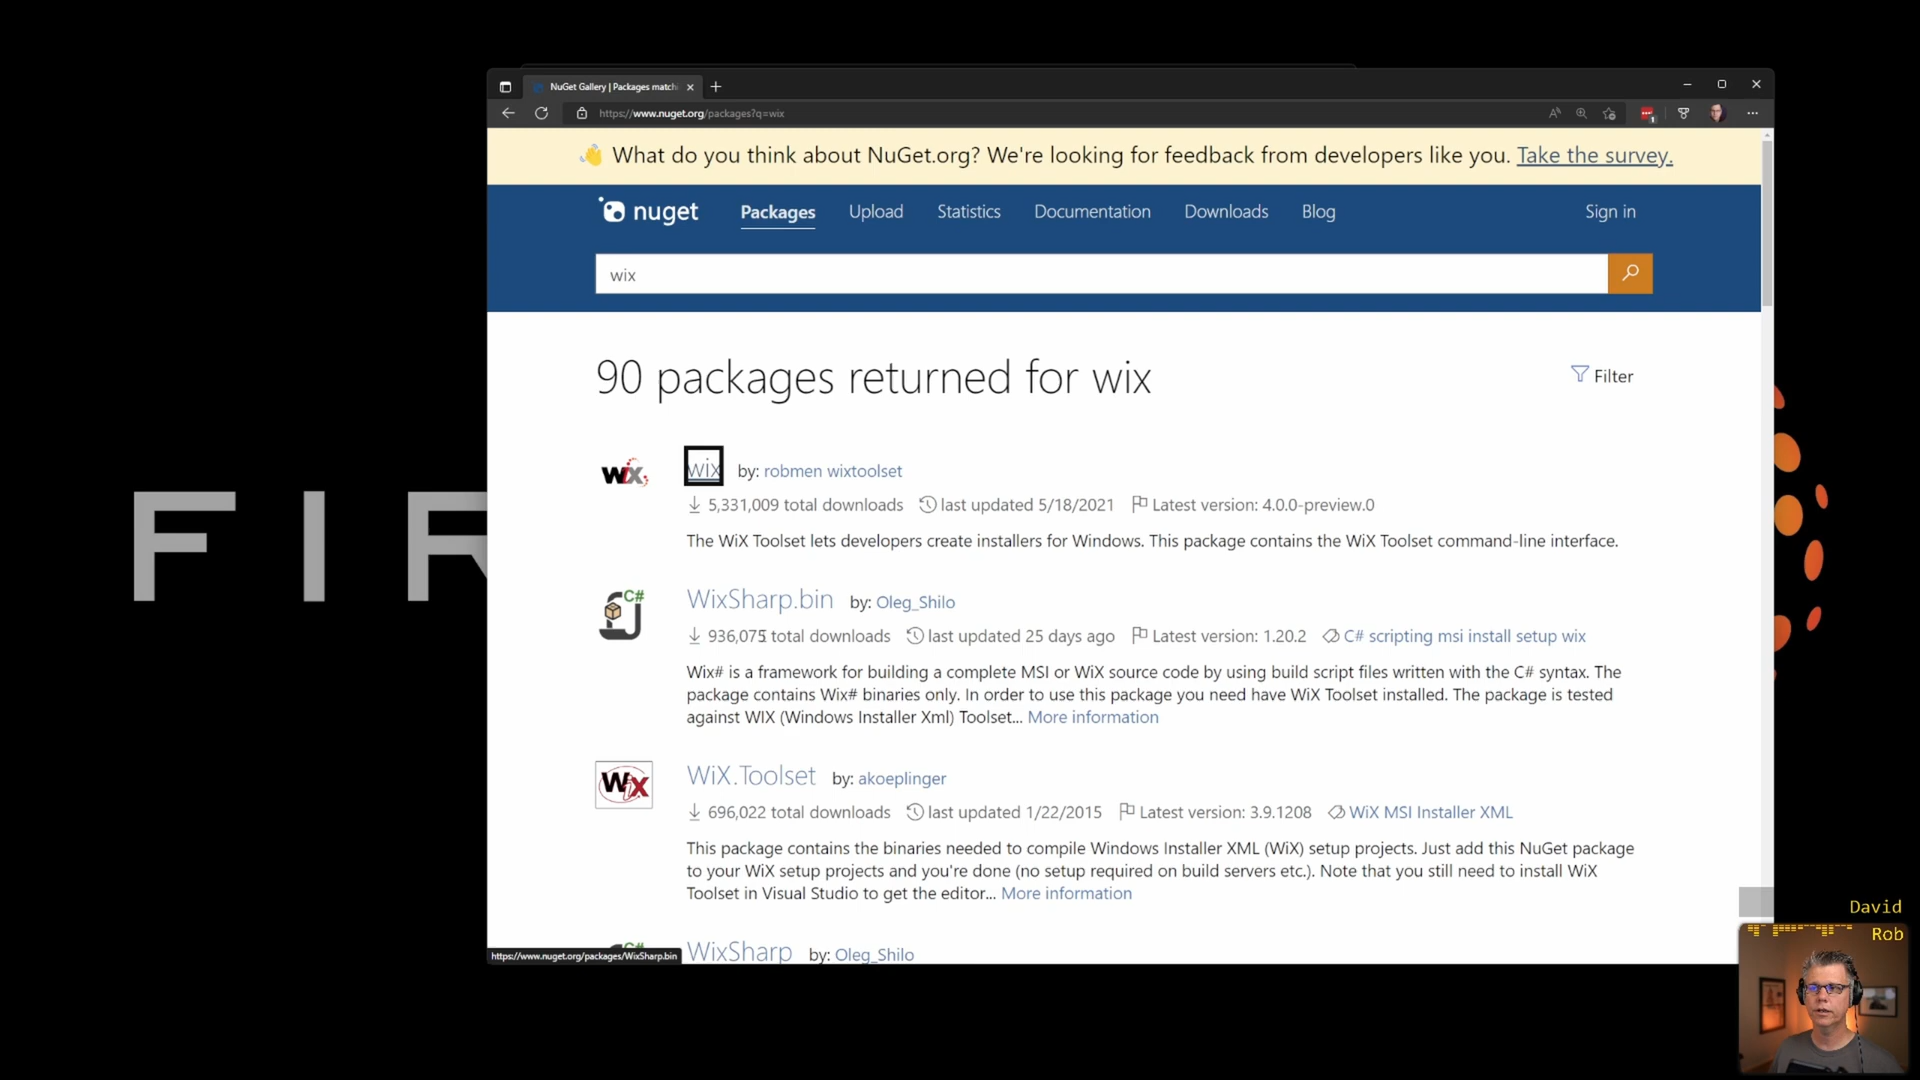 NuGet Gallery | Packages match
https://www.nuget.org/packages?q=wix
👋 What do you think about NuGet.org? We're looking for feedback from developers like you. Take the survey.
nuget Packages Upload Statistics Documentation Downloads Blog Sign in
wix
90 packages returned for wix
Filter
WiX
wix by: robmen wixtoolset
5,331,009 total downloads last updated 5/18/2021 Latest version: 4.0.0-preview.0
The WiX Toolset lets developers create installers for Windows. This package contains the WiX Toolset command-line interface.
FIR
C#
WixSharp.bin by: Oleg_Shilo
936,075 total downloads last updated 25 days ago Latest version: 1.20.2 C# scripting msi install setup wix
Wix# is a framework for building a complete MSI or WiX source code by using build script files written with the C# syntax. The
package contains Wix# binaries only. In order to use this package you need have WiX Toolset installed. The package is tested
against WIX (Windows Installer Xml) Toolset... More information
WiX
WiX.Toolset by: akoeplinger
696,022 total downloads last updated 1/22/2015 Latest version: 3.9.1208 WiX MSI Installer XML
This package contains the binaries needed to compile Windows Installer XML (WiX) setup projects. Just add this NuGet package
to your WiX setup projects and you're done (no setup required on build servers etc.). Note that you still need to install WiX
Toolset in Visual Studio to get the editor... More information
C#
WixSharp by: Oleg_Shilo
https://www.nuget.org/packages/WixSharp.bin
David
Rob